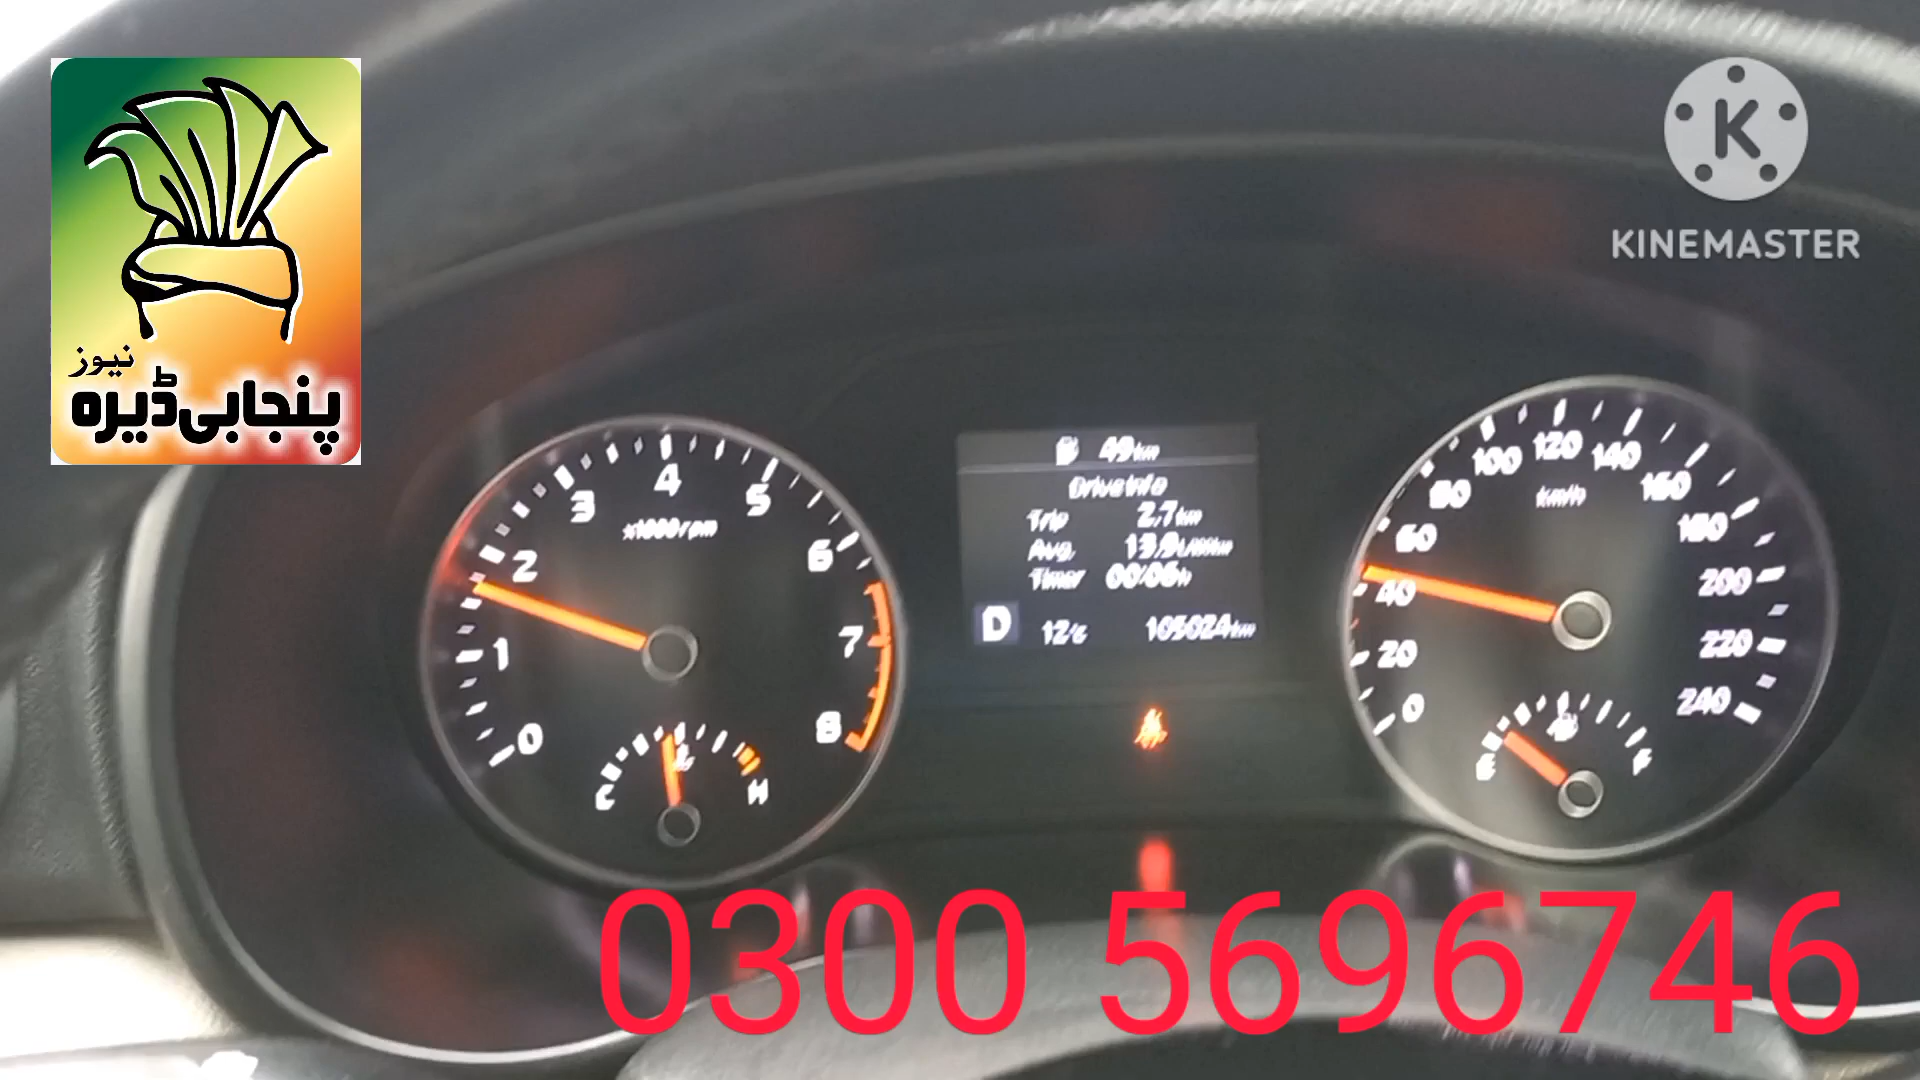 نیوز
پنجابی ڈیرہ
KINEMASTER
49km
Drive Info
Trip 2.7km
Avg. 13.9L/100km
Timer 00:06h
D 12°C 105024km
0 1 2 3 4 5 6 7 8
x1000rpm
C H
0 20 40 60 80 100 120 140 160 180 200 220 240
km/h
E F
0300 5696746